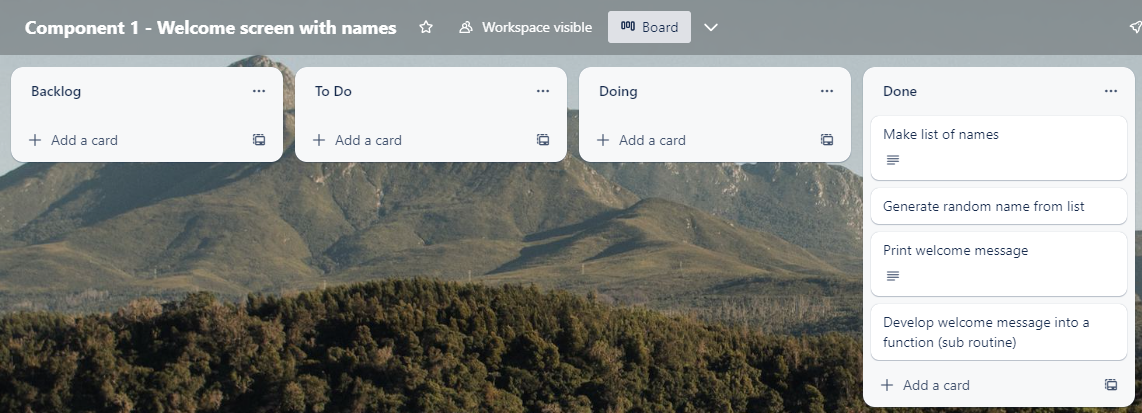 Component 1 - Welcome screen with names
Workspace visible
Board
Backlog
Add a card
To Do
Add a card
Doing
Add a card
Done
Make list of names
Generate random name from list
Print welcome message
Develop welcome message into a
function (sub routine)
Add a card